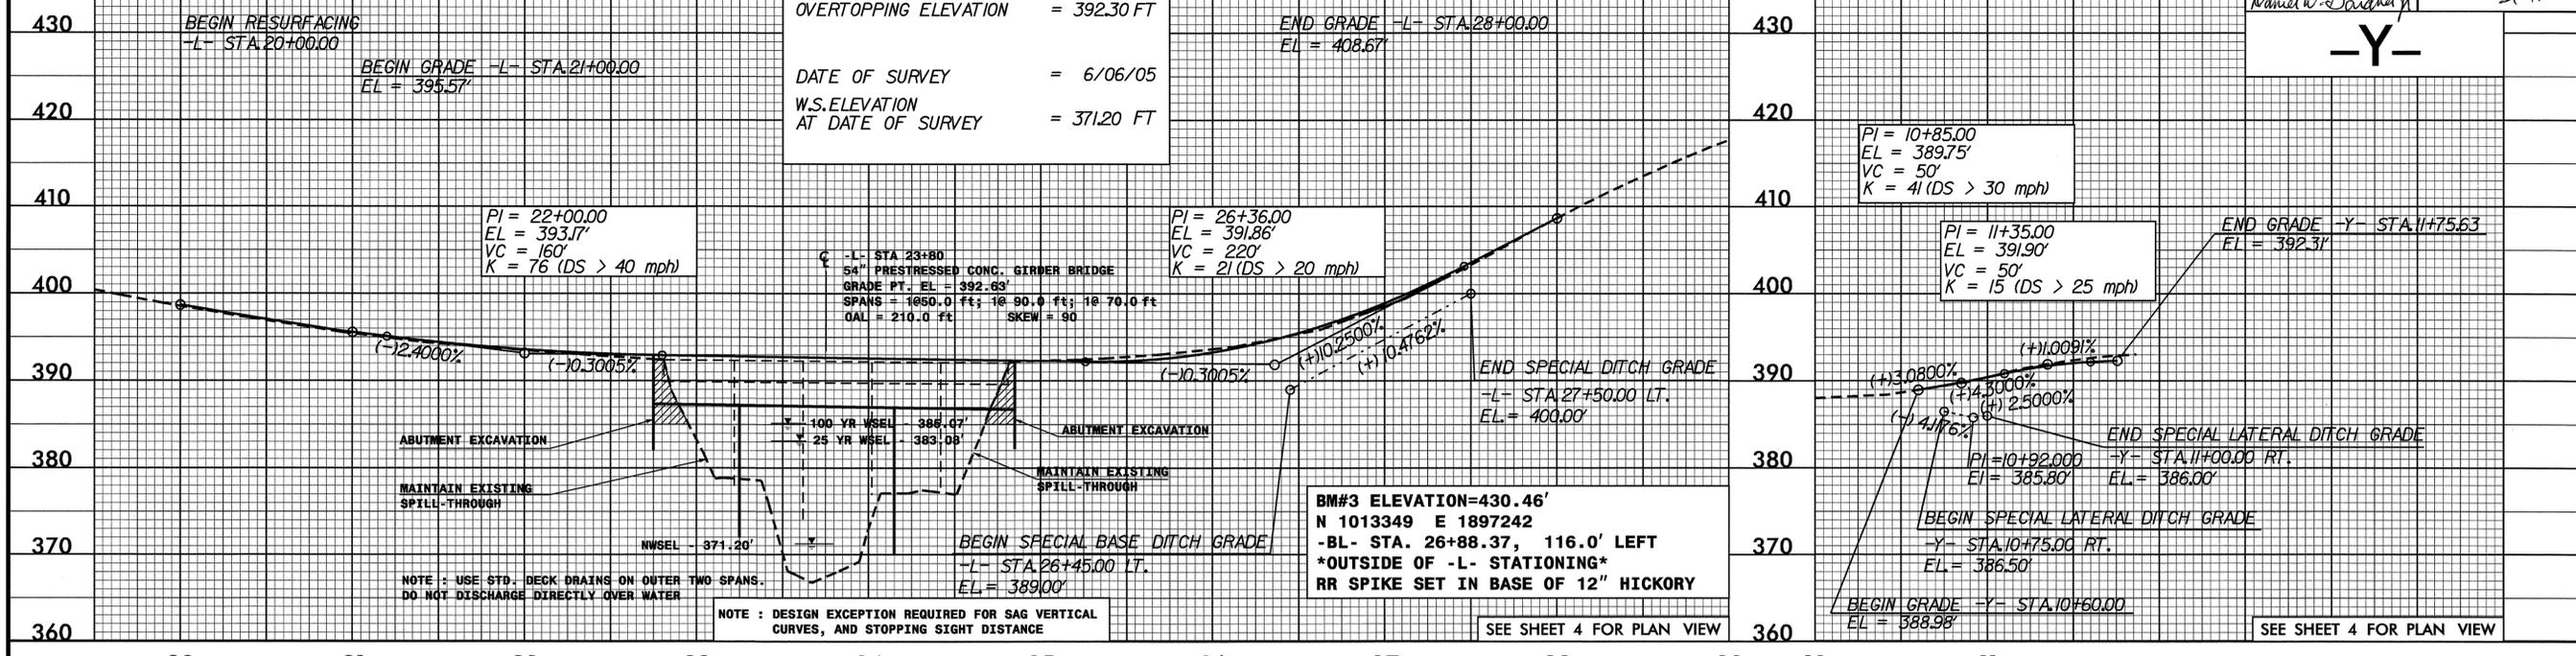 430
420
410
400
390
380
370
360
BEGIN RESURFACING
-L- STA.20+00.00
BEGIN GRADE -L- STA.21+00.00
EL = 395.57'
OVERTOPPING ELEVATION = 392.30 FT
DATE OF SURVEY = 6/06/05
W.S.ELEVATION
AT DATE OF SURVEY = 371.20 FT
END GRADE -L- STA.28+00.00
EL = 408.67'
PI = 22+00.00
EL = 393.17'
VC = 160'
K = 76 (DS > 40 mph)
℄ -L- STA 23+80
54" PRESTRESSED CONC. GIRDER BRIDGE
GRADE PT. EL = 392.63'
SPANS = 1@50.0 ft; 1@ 90.0 ft; 1@ 70.0 ft
OAL = 210.0 ft SKEW = 90
PI = 26+36.00
EL = 391.86'
VC = 220'
K = 21 (DS > 20 mph)
(-)2.4000%
(-)0.3005%
(-)0.3005%
(+)10.2500%
(+)10.4762%
END SPECIAL DITCH GRADE
-L- STA.27+50.00 LT.
EL.= 400.00'
100 YR WSEL - 386.07'
25 YR WSEL - 383.08'
ABUTMENT EXCAVATION
ABUTMENT EXCAVATION
MAINTAIN EXISTING
SPILL-THROUGH
MAINTAIN EXISTING
SPILL-THROUGH
NWSEL - 371.20'
BEGIN SPECIAL BASE DITCH GRADE
-L- STA.26+45.00 LT.
EL.= 389.00'
NOTE : USE STD. DECK DRAINS ON OUTER TWO SPANS.
DO NOT DISCHARGE DIRECTLY OVER WATER
NOTE : DESIGN EXCEPTION REQUIRED FOR SAG VERTICAL
CURVES, AND STOPPING SIGHT DISTANCE
BM#3 ELEVATION=430.46'
N 1013349 E 1897242
-BL- STA. 26+88.37, 116.0' LEFT
*OUTSIDE OF -L- STATIONING*
RR SPIKE SET IN BASE OF 12" HICKORY
SEE SHEET 4 FOR PLAN VIEW
430
420
410
400
390
380
370
360
-Y-
PI = 10+85.00
EL = 389.75'
VC = 50'
K = 41 (DS > 30 mph)
PI = 11+35.00
EL = 391.90'
VC = 50'
K = 15 (DS > 25 mph)
END GRADE -Y- STA.11+75.63
EL = 392.31'
(+)1.0091%
(+)3.0800%
(+)4.3000%
(+) 2.5000%
(-) 4.1176%
END SPECIAL LATERAL DITCH GRADE
-Y- STA.11+00.00 RT.
EL.= 386.00'
PI =10+92.000
El = 385.80'
BEGIN SPECIAL LATERAL DITCH GRADE
-Y- STA.10+75.00 RT.
EL.= 386.50'
BEGIN GRADE -Y- STA.10+60.00
EL = 388.98'
SEE SHEET 4 FOR PLAN VIEW